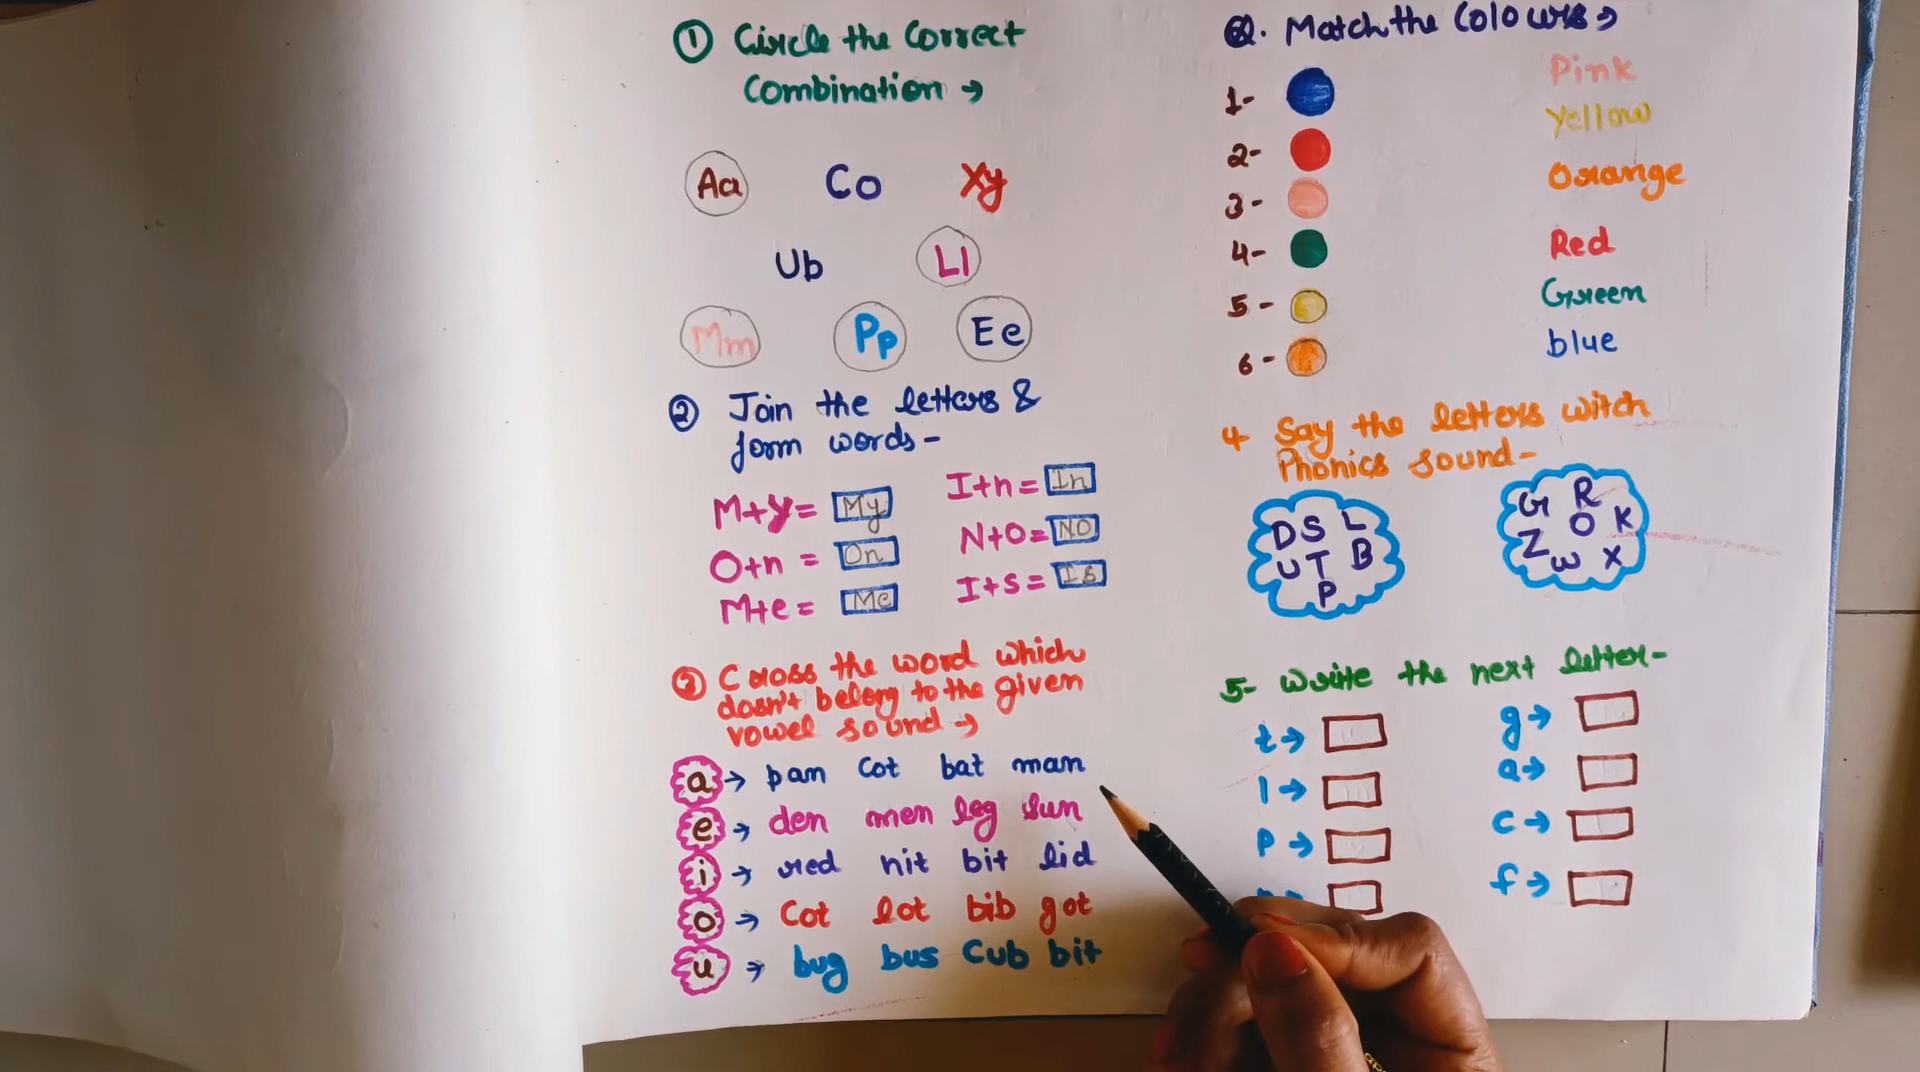 ① Circle the Correct
Combination →
Aa Co Xy
Ub Ll
Mm Pp Ee
② Join the letters &
form words-
M+y= My I+n= In
O+n = On N+O= NO
M+e= Me I+s= Is
③ Cross the word which
dosn't belong to the given
vowel sound →
a → pan Cot bat man
e → den men leg sun
i → red nit bit lid
o → Cot lot bib got
u → bug bus Cub bit
Q. Match the Colours →
1- Pink
2- Yellow
3- Orange
4- Red
5- Green
6- blue
4- Say the letters witch
Phonics sound-
D S L
U T B
P
G R
Z O K
W X
5- write the next letter-
t → g →
l → a →
p → c →
f →